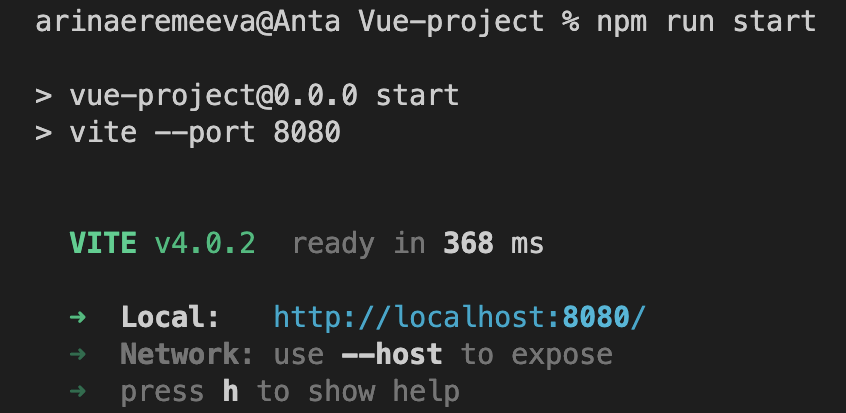 arinaeremeeva@Anta Vue-project % npm run start
> vue-project@0.0.0 start
> vite --port 8080
VITE v4.0.2 ready in 368 ms
➜ Local: http://localhost:8080/
➜ Network: use --host to expose
➜ press h to show help